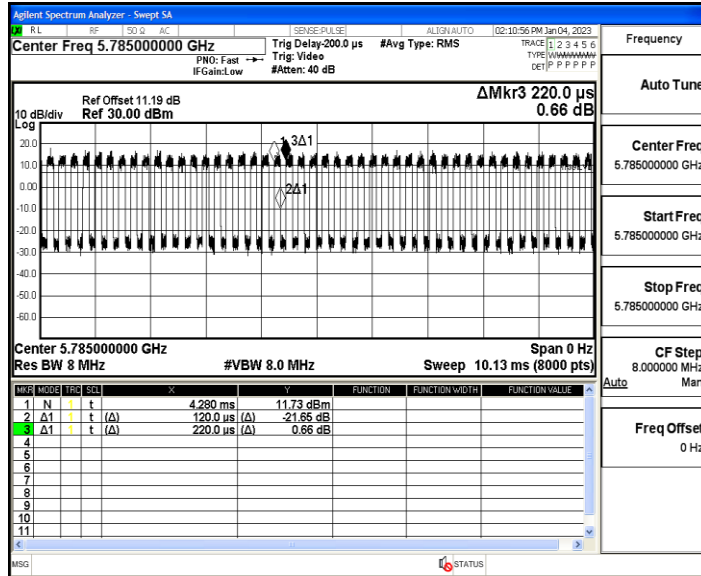 Agilent Spectrum Analyzer - Swept SA
LXI RL RF 50 Ω AC SENSE:PULSE ALIGN AUTO 02:10:56 PM Jan 04, 2023
Center Freq 5.785000000 GHz Trig Delay-200.0 µs #Avg Type: RMS TRACE 1 2 3 4 5 6
PNO: Fast Trig: Video TYPE WWWWWWW
IFGain:Low #Atten: 40 dB DET P P P P P P
Ref Offset 11.19 dB ΔMkr3 220.0 µs
10 dB/div Ref 30.00 dBm 0.66 dB
Log
20.0
1 3Δ1
10.0
0.00
2Δ1
-10.0
-20.0
-30.0
-40.0
-50.0
-60.0
Center 5.785000000 GHz Span 0 Hz
Res BW 8 MHz #VBW 8.0 MHz Sweep 10.13 ms (8000 pts)
MKR MODE TRC SCL X Y FUNCTION FUNCTION WIDTH FUNCTION VALUE
1 N 1 t 4.280 ms 11.73 dBm
2 Δ1 1 t (Δ) 120.0 µs (Δ) -21.65 dB
3 Δ1 1 t (Δ) 220.0 µs (Δ) 0.66 dB
4
5
6
7
8
9
10
11
MSG STATUS
Frequency
Auto Tune
Center Freq
5.785000000 GHz
Start Freq
5.785000000 GHz
Stop Freq
5.785000000 GHz
CF Step
8.000000 MHz
Auto Man
Freq Offset
0 Hz